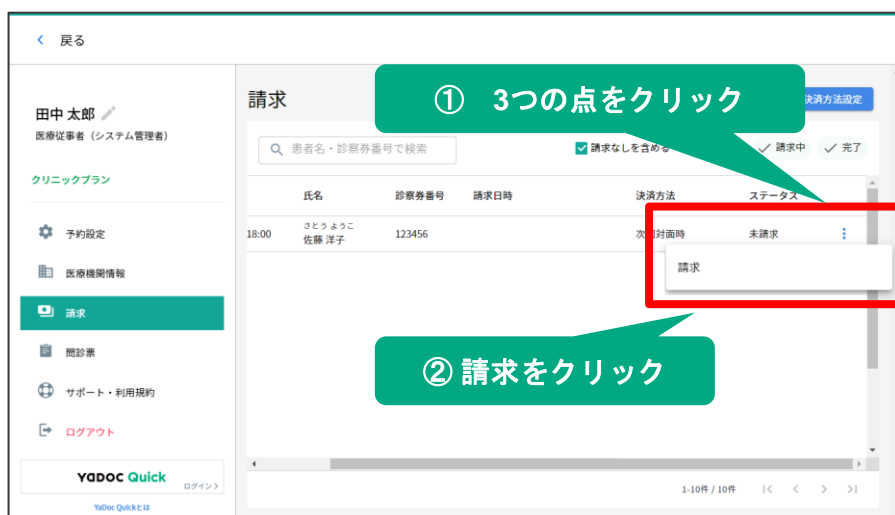 戻る
田中 太郎
医療従事者（システム管理者）
クリニックプラン
予約設定
医療機関情報
請求
問診票
サポート・利用規約
ログアウト
YaDOC Quick
ログイン >
YaDoc Quickとは
請求
① 3つの点をクリック
決済方法設定
患者名・診察券番号で検索
請求なしを含める
請求中
完了
氏名 診察券番号 請求日時 決済方法 ステータス
18:00 さとう ようこ 佐藤 洋子 123456 次回対面時 未請求
請求
② 請求をクリック
1-10件 / 10件